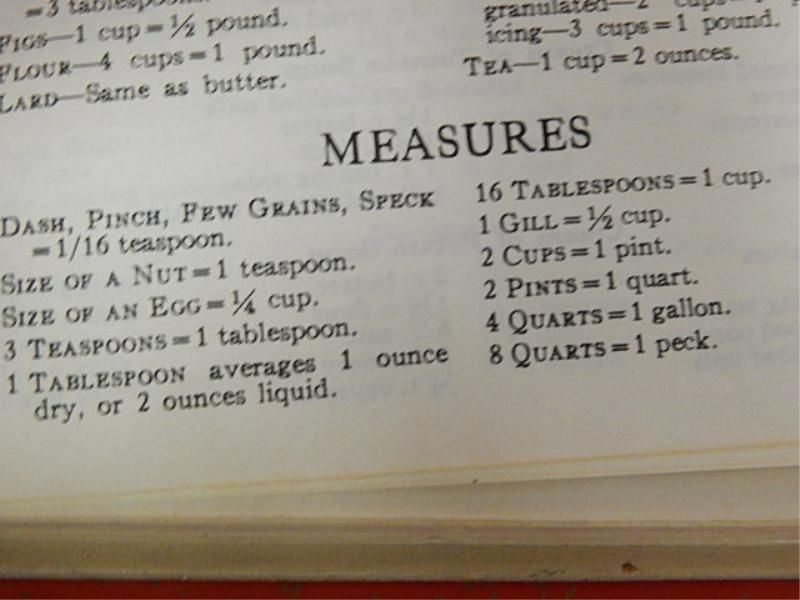 =3
FIGS—1 cup=½ pound.
FLOUR—4 cups=1 pound.
LARD—Same as butter.
granulated—2 cups=
icing—3 cups=1 pound.
TEA—1 cup=2 ounces.
MEASURES
DASH, PINCH, FEW GRAINS, SPECK
=1/16 teaspoon.
SIZE OF A NUT=1 teaspoon.
SIZE OF AN EGG=¼ cup.
3 TEASPOONS=1 tablespoon.
1 TABLESPOON averages 1 ounce
dry, or 2 ounces liquid.
16 TABLESPOONS=1 cup.
1 GILL=½ cup.
2 CUPS=1 pint.
2 PINTS=1 quart.
4 QUARTS=1 gallon.
8 QUARTS=1 peck.